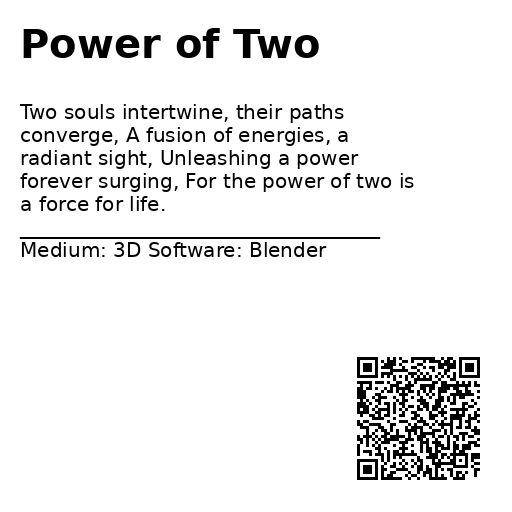 Power of Two
Two souls intertwine, their paths
converge, A fusion of energies, a
radiant sight, Unleashing a power
forever surging, For the power of two is
a force for life.
Medium: 3D Software: Blender